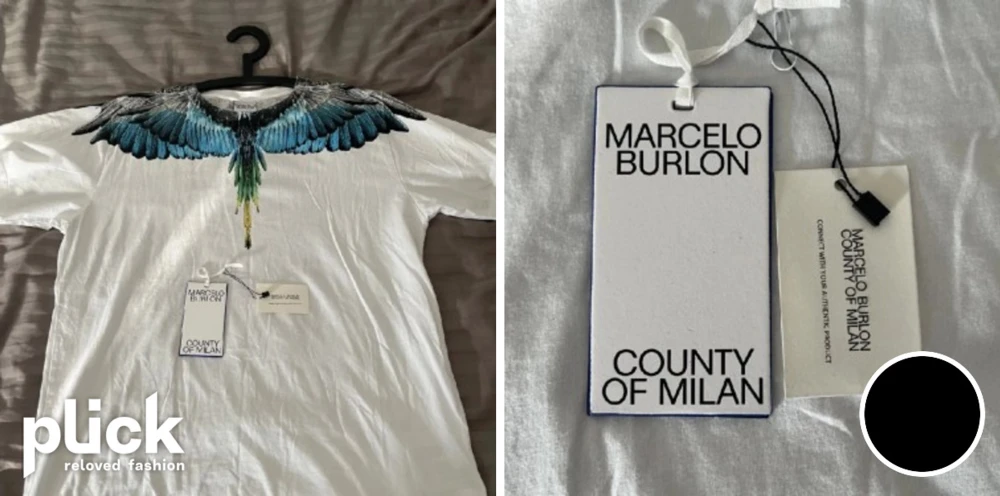 MARCELO
BURLON
COUNTY
OF MILAN
plick
reloved fashion
MARCELO
BURLON
COUNTY
OF MILAN
MARCELO BURLON
COUNTY OF MILAN
CONNECT WITH YOUR AUTHENTIC PRODUCT